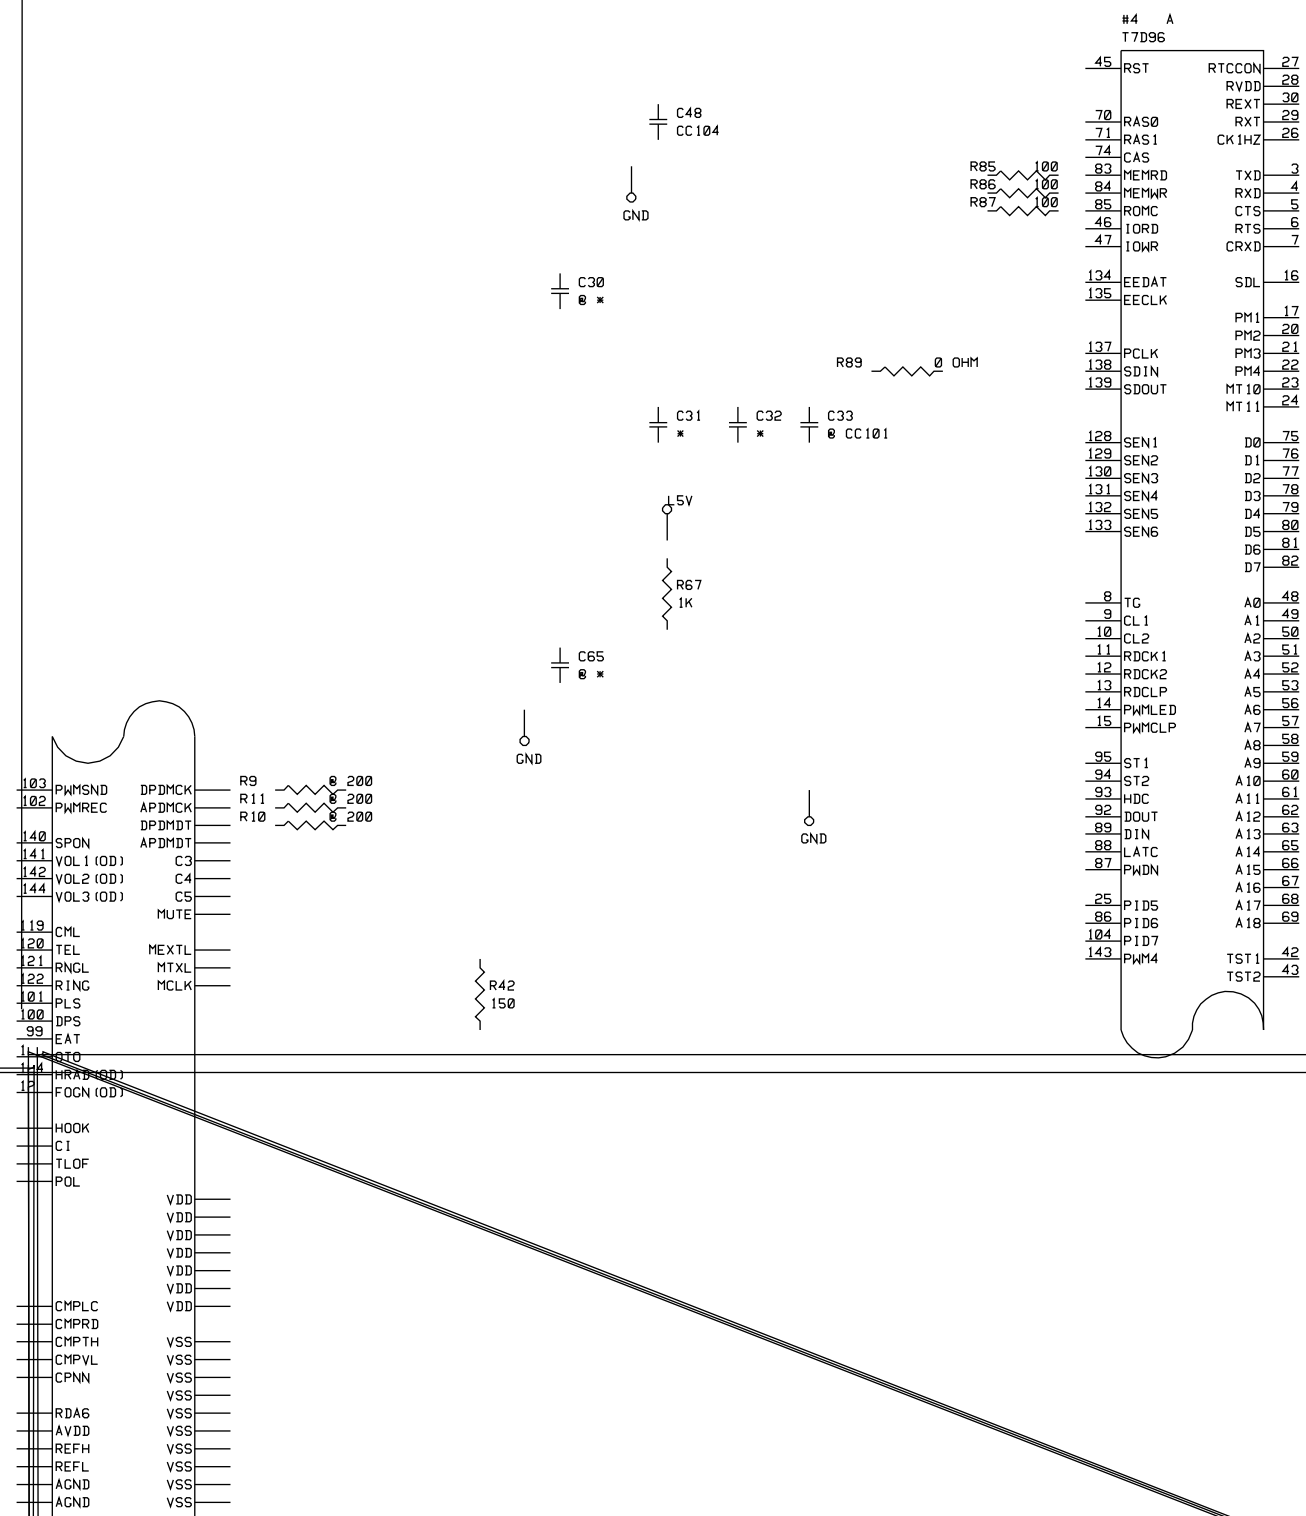 #4 A
T7D96
45 RST RTCCON 27
RVDD 28
REXT 30
70 RAS0 RXT 29
71 RAS1 CK1HZ 26
74 CAS
83 MEMRD TXD 3
84 MEMWR RXD 4
85 ROMC CTS 5
46 IORD RTS 6
47 IOWR CRXD 7
134 EEDAT SDL 16
135 EECLK
PM1 17
PM2 20
137 PCLK PM3 21
138 SDIN PM4 22
139 SDOUT MT10 23
MT11 24
128 SEN1 D0 75
129 SEN2 D1 76
130 SEN3 D2 77
131 SEN4 D3 78
132 SEN5 D4 79
133 SEN6 D5 80
D6 81
D7 82
8 TG A0 48
9 CL1 A1 49
10 CL2 A2 50
11 RDCK1 A3 51
12 RDCK2 A4 52
13 RDCLP A5 53
14 PWMLED A6 56
15 PWMCLP A7 57
A8 58
95 ST1 A9 59
94 ST2 A10 60
93 HDC A11 61
92 DOUT A12 62
89 DIN A13 63
88 LATC A14 65
87 PWDN A15 66
A16 67
25 PID5 A17 68
86 PID6 A18 69
104 PID7
143 PWM4 TST1 42
TST2 43
C48
CC104
GND
R85 100
R86 100
R87 100
C30
@ *
R89 0 OHM
C31
*
C32
*
C33
@ CC101
L5V
R67
1K
C65
@ *
GND
GND
R9 @ 200
R11 @ 200
R10 @ 200
R42
150
103 PWMSND DPDMCK
102 PWMREC APDMCK
DPDMDT
140 SPON APDMDT
141 VOL1(OD) C3
142 VOL2(OD) C4
144 VOL3(OD) C5
MUTE
119 CML
120 TEL MEXTL
121 RNGL MTXL
122 RING MCLK
101 PLS
100 DPS
99 EAT
1 OTO
HRAD(OD)
FOGN(OD)
HOOK
CI
TLOF
POL
VDD
VDD
VDD
VDD
VDD
VDD
CMPLC VDD
CMPRD
CMPTH VSS
CMPVL VSS
CPNN VSS
VSS
RDA6 VSS
AVDD VSS
REFH VSS
REFL VSS
AGND VSS
AGND VSS